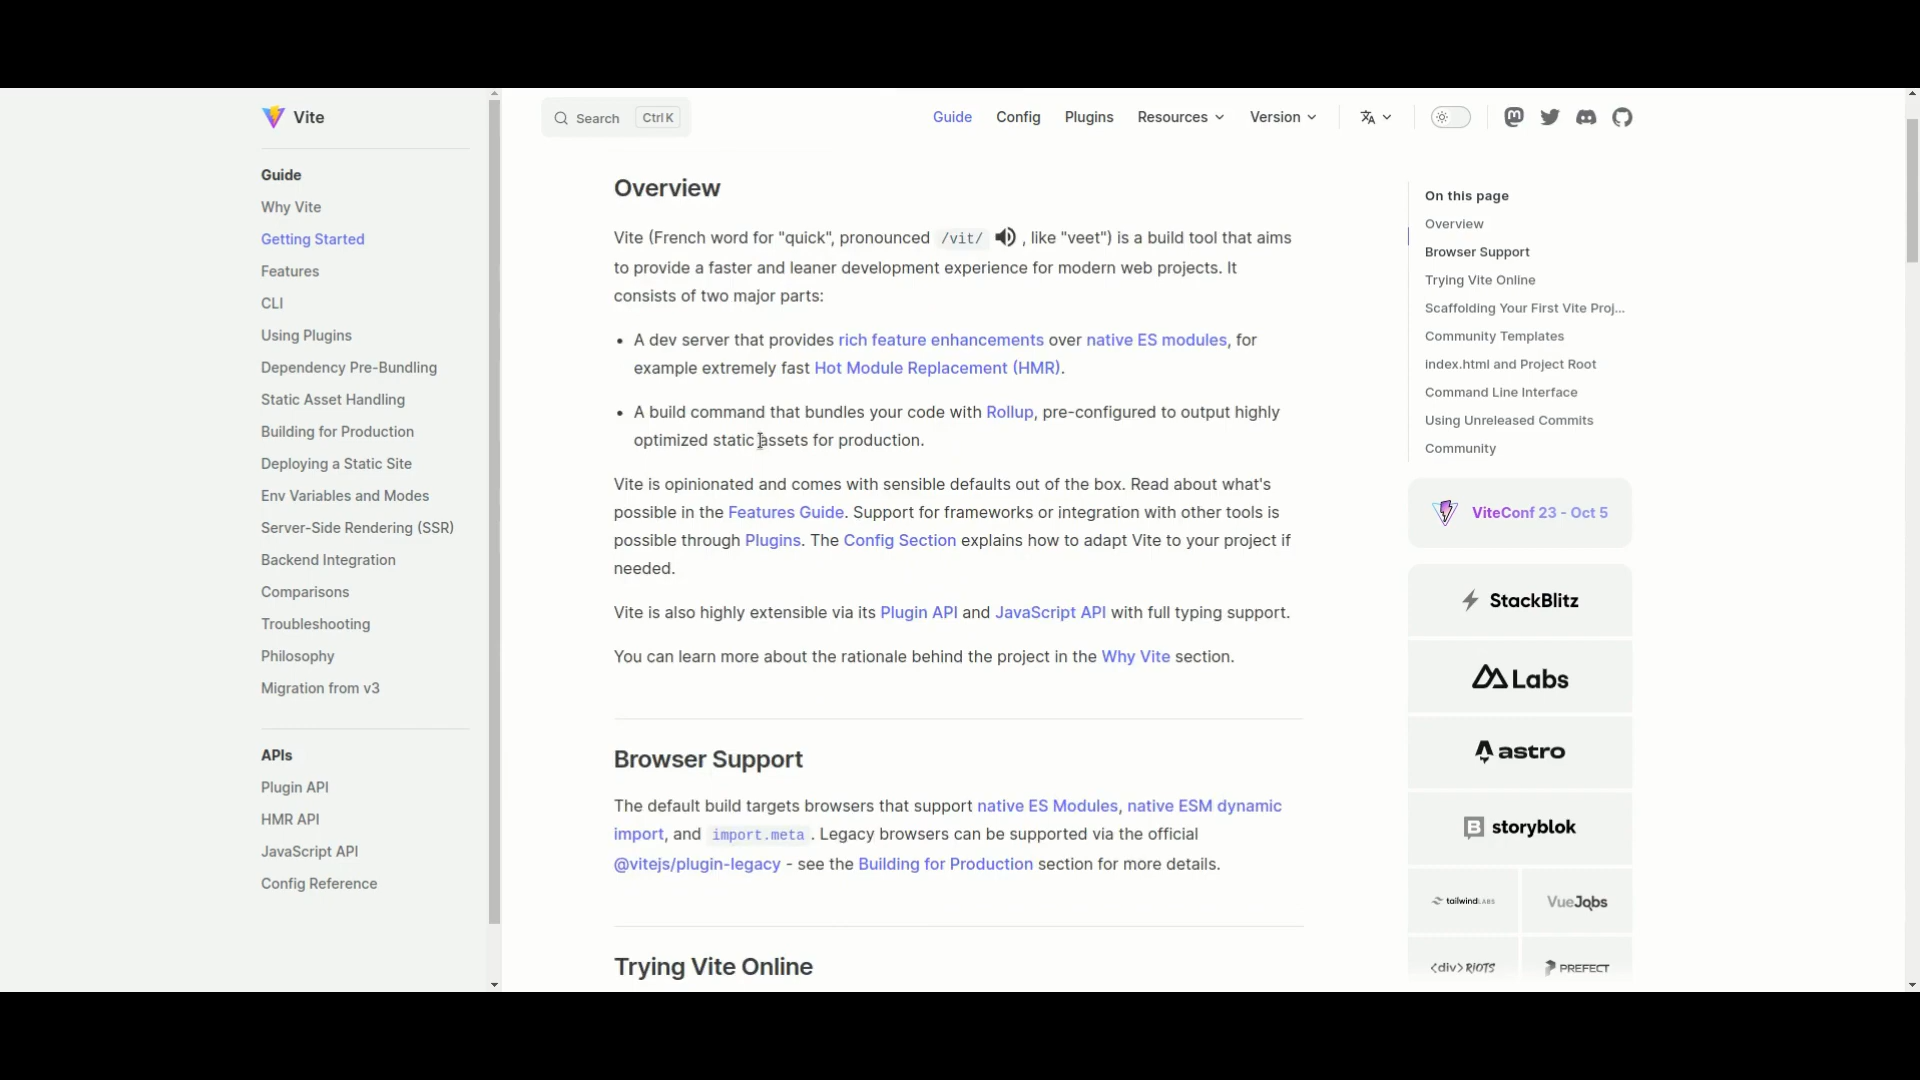 Vite
Guide
Why Vite
Getting Started
Features
CLI
Using Plugins
Dependency Pre-Bundling
Static Asset Handling
Building for Production
Deploying a Static Site
Env Variables and Modes
Server-Side Rendering (SSR)
Backend Integration
Comparisons
Troubleshooting
Philosophy
Migration from v3
APIs
Plugin API
HMR API
JavaScript API
Config Reference
Search Ctrl K
Guide Config Plugins Resources Version
Overview
Vite (French word for "quick", pronounced /vit/ , like "veet") is a build tool that aims
to provide a faster and leaner development experience for modern web projects. It
consists of two major parts:
• A dev server that provides rich feature enhancements over native ES modules, for
example extremely fast Hot Module Replacement (HMR).
• A build command that bundles your code with Rollup, pre-configured to output highly
optimized static assets for production.
Vite is opinionated and comes with sensible defaults out of the box. Read about what's
possible in the Features Guide. Support for frameworks or integration with other tools is
possible through Plugins. The Config Section explains how to adapt Vite to your project if
needed.
Vite is also highly extensible via its Plugin API and JavaScript API with full typing support.
You can learn more about the rationale behind the project in the Why Vite section.
Browser Support
The default build targets browsers that support native ES Modules, native ESM dynamic
import, and import.meta . Legacy browsers can be supported via the official
@vitejs/plugin-legacy - see the Building for Production section for more details.
Trying Vite Online
On this page
Overview
Browser Support
Trying Vite Online
Scaffolding Your First Vite Proj...
Community Templates
index.html and Project Root
Command Line Interface
Using Unreleased Commits
Community
ViteConf 23 - Oct 5
StackBlitz
Labs
astro
storyblok
tailwindLABS
VueJobs
<div>RIOTS
PREFECT